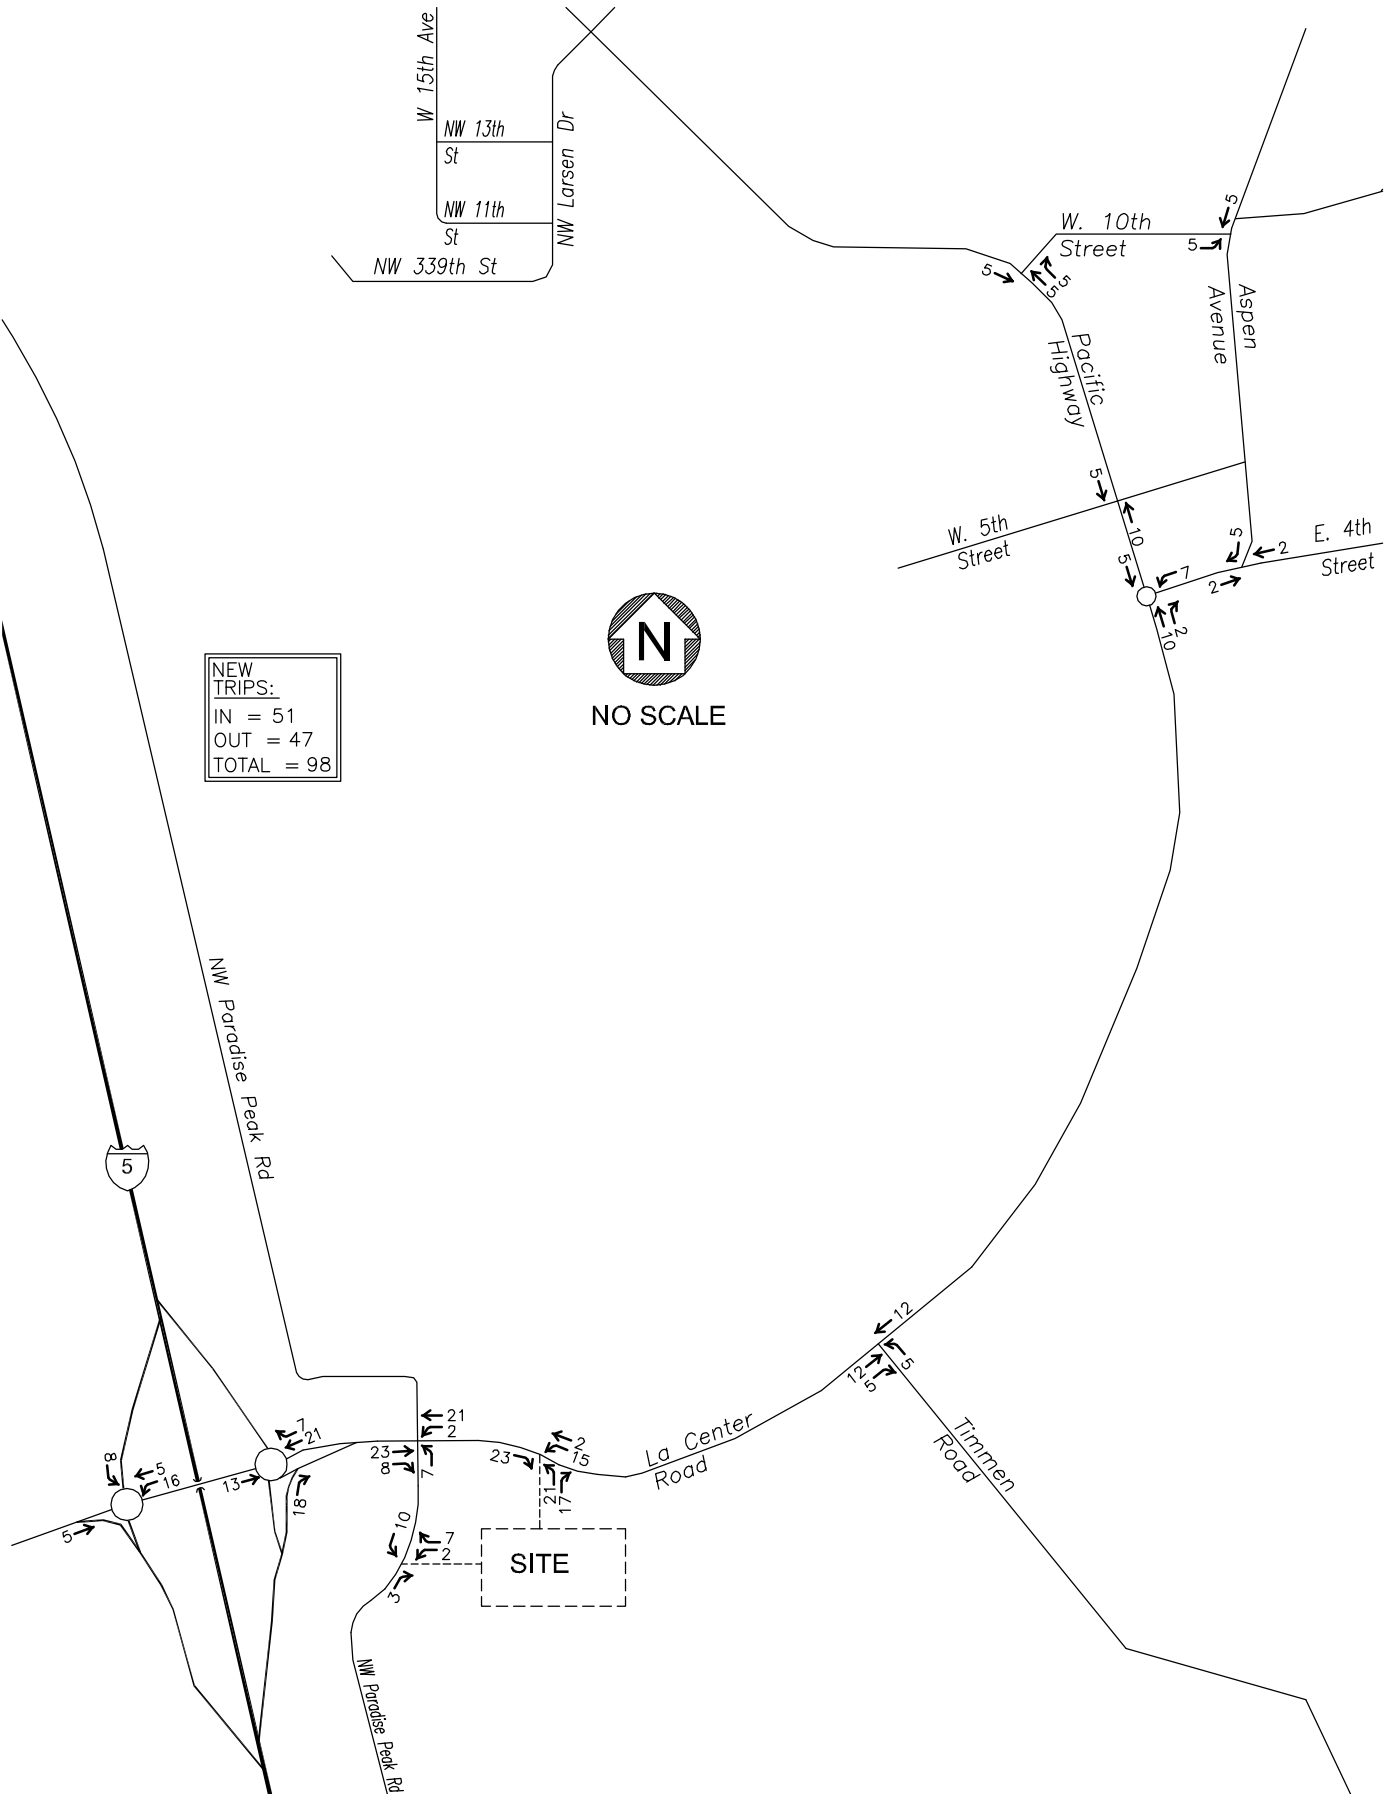 W 15th Ave
NW 13th
St
NW Larsen Dr
NW 11th
St
NW 339th St
5
W. 10th
Street
5
5
5
5
Aspen
Avenue
Pacific
Highway
5
10
W. 5th
Street
5
5
2
E. 4th
Street
7
2
2
10
N
NO SCALE
NEW
TRIPS:
IN = 51
OUT = 47
TOTAL = 98
NW Paradise Peak Rd
5
12
12
5
5
Timmen
Road
La Center
Road
7
21
21
2
23
8
7
2
15
23
21
17
8
5
16
13
18
5
10
7
2
3
SITE
NW Paradise Peak Rd